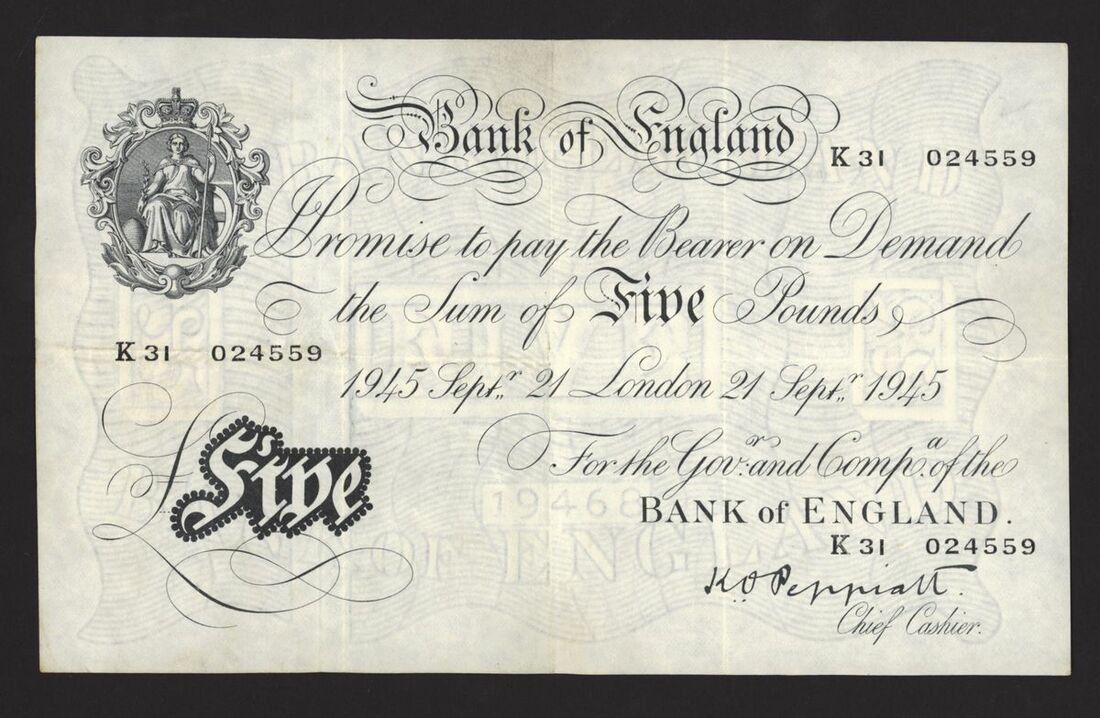 Bank of England
K31 024559
I Promise to pay the Bearer on Demand
the Sum of Five Pounds
K31 024559
1945 Septr 21 London 21 Septr 1945
For the Govr and Compa of the
£Five
BANK of ENGLAND.
K31 024559
K O Peppiatt.
Chief Cashier.